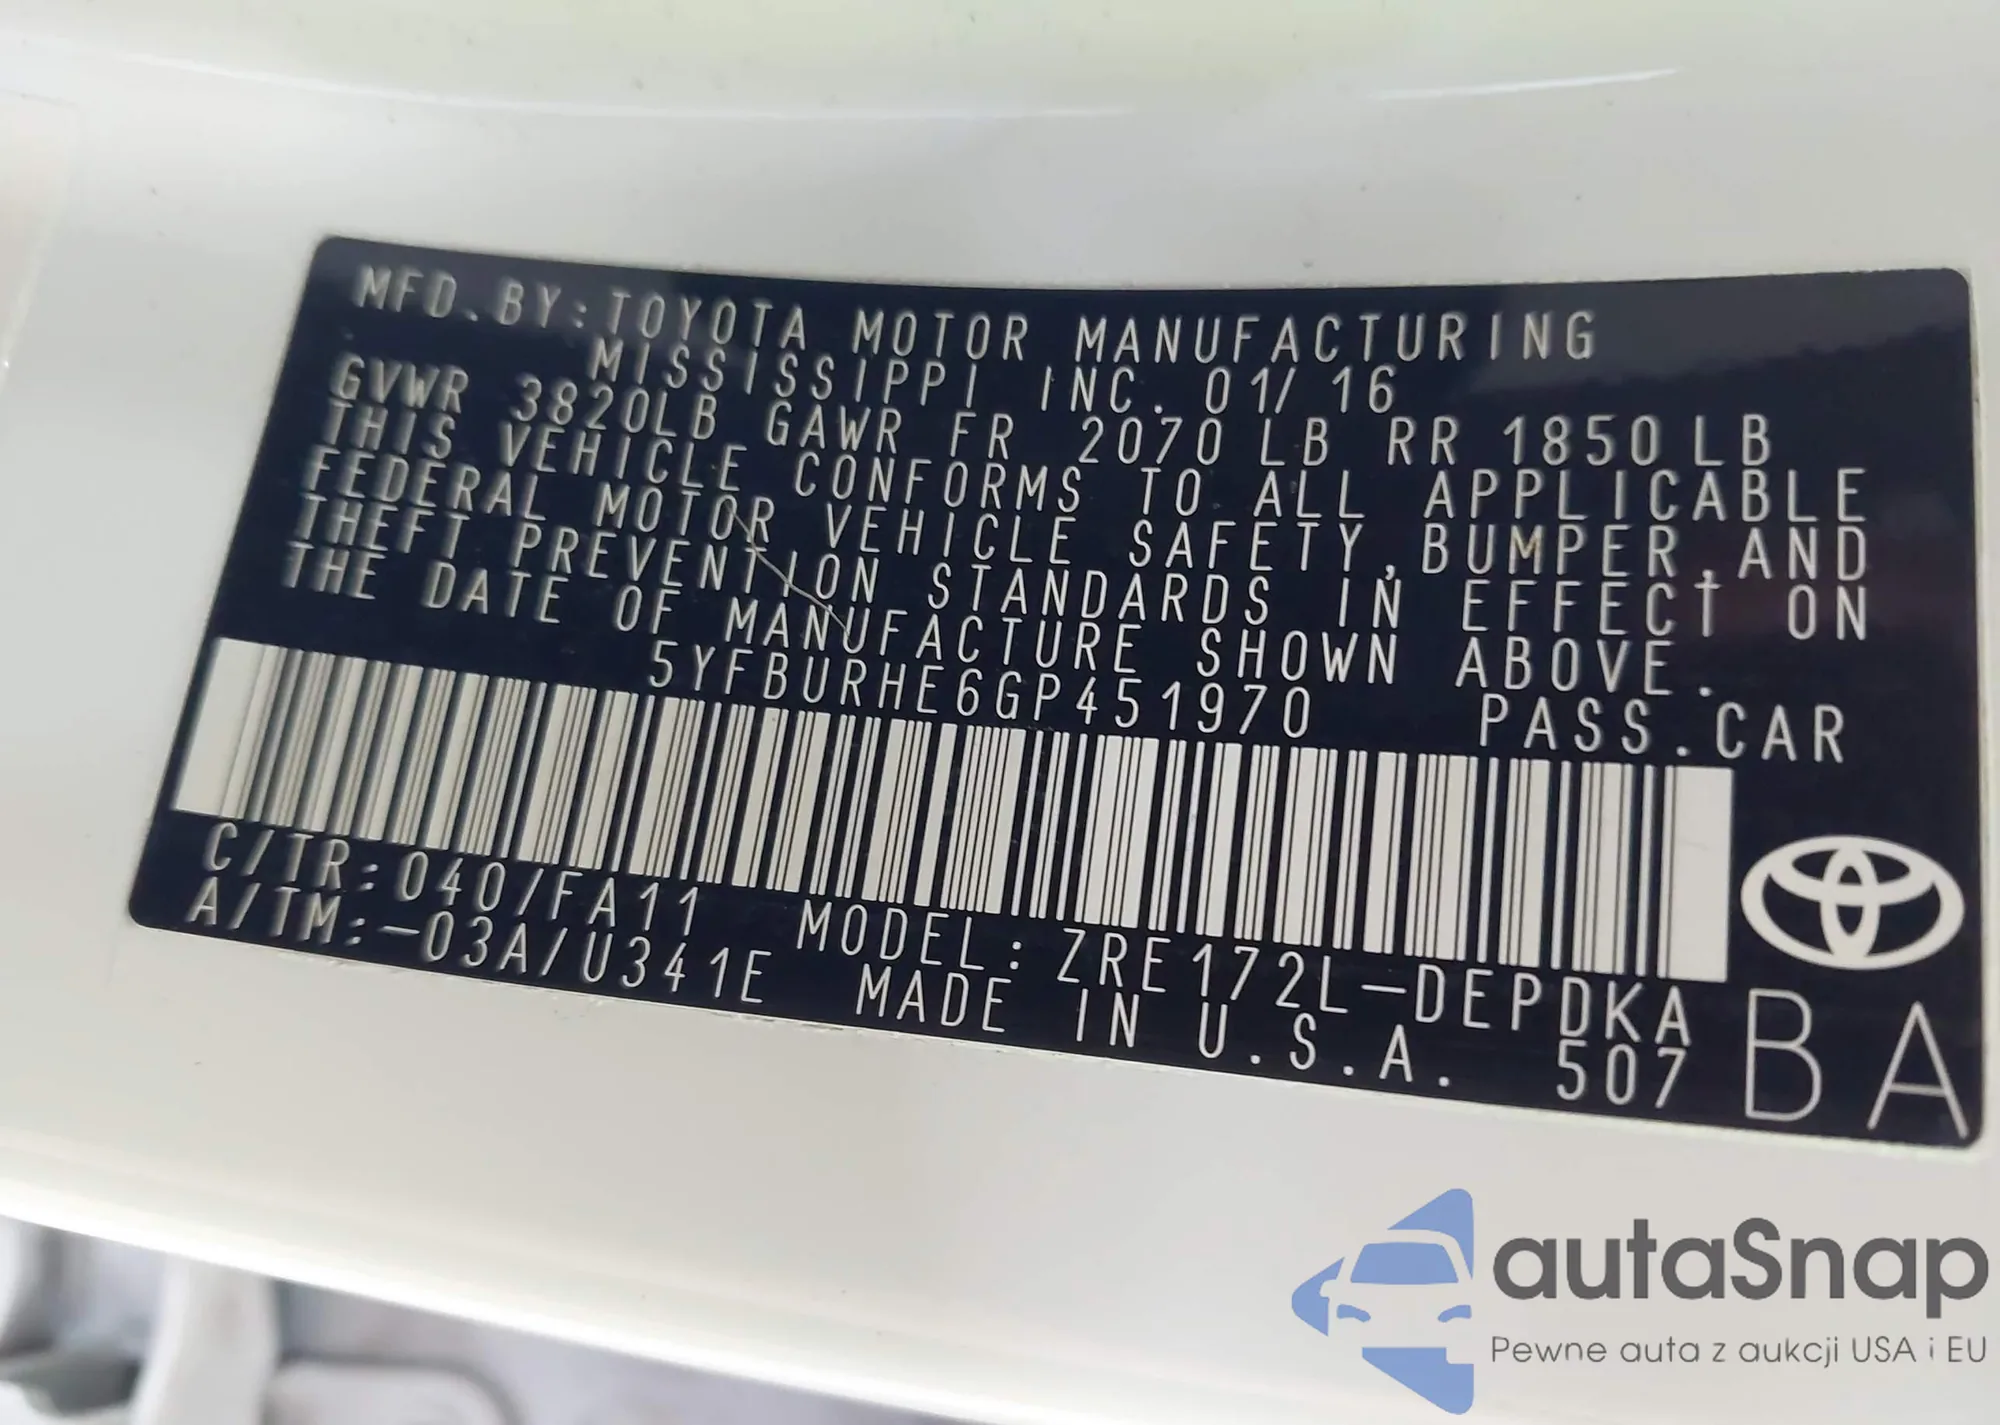 MFD.BY:TOYOTA MOTOR MANUFACTURING
MISSISSIPPI INC. 01/16
GVWR 3820LB GAWR FR 2070 LB RR 1850LB
THIS VEHICLE CONFORMS TO ALL APPLICABLE
FEDERAL MOTOR VEHICLE SAFETY,BUMPER,AND
THEFT PREVENTION STANDARDS IN EFFECT ON
THE DATE OF MANUFACTURE SHOWN ABOVE.
5YFBURHE6GP451970 PASS.CAR
C/TR:040/FA11 MODEL:ZRE172L-DEPDKA
A/TM:-03A/U341E MADE IN U.S.A. 507
BA
autaSnap
Pewne auta z aukcji USA i EU